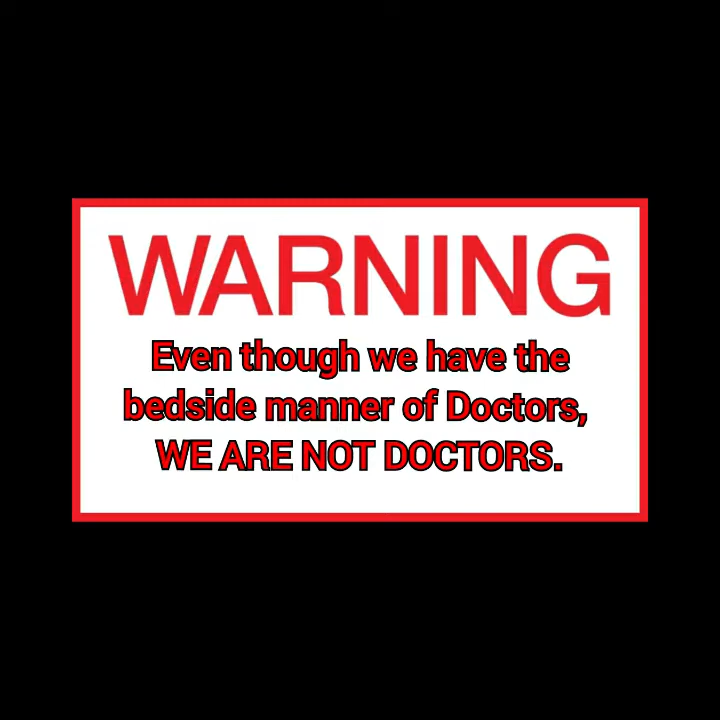 WARNING
Even though we have the
bedside manner of Doctors,
WE ARE NOT DOCTORS.